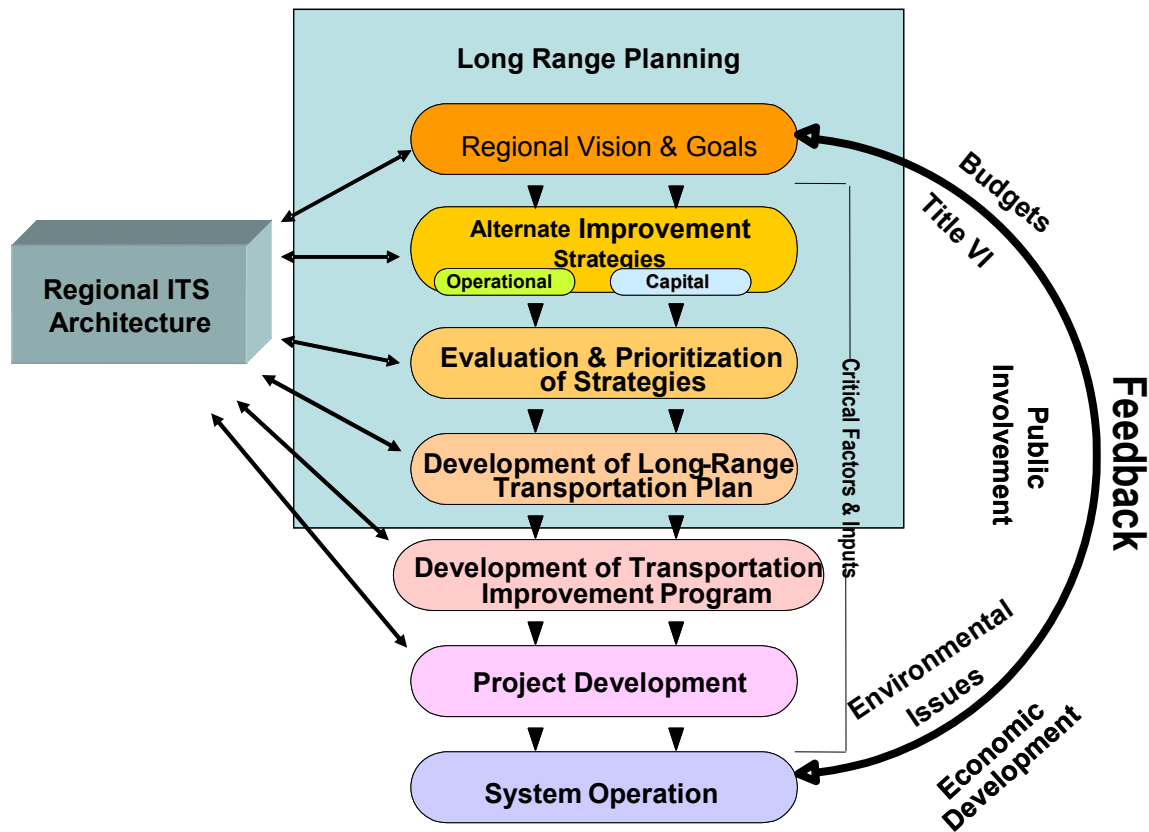 Long Range Planning
Regional Vision & Goals
Alternate Improvement
Strategies
Operational
Capital
Evaluation & Prioritization
of Strategies
Development of Long-Range
Transportation Plan
Development of Transportation
Improvement Program
Project Development
System Operation
Regional ITS
Architecture
Critical Factors & Inputs
Budgets
Title VI
Public
Involvement
Environmental
Issues
Economic
Development
Feedback